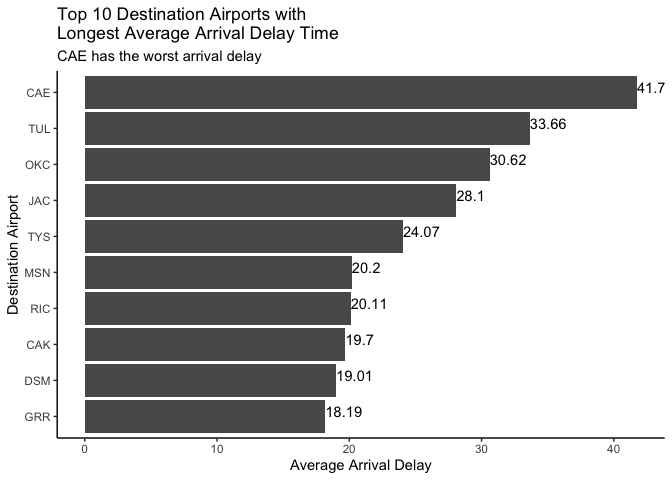 Top 10 Destination Airports with
Longest Average Arrival Delay Time
CAE has the worst arrival delay
Destination Airport
CAE 41.7
TUL 33.66
OKC 30.62
JAC 28.1
TYS 24.07
MSN 20.2
RIC 20.11
CAK 19.7
DSM 19.01
GRR 18.19
0 10 20 30 40
Average Arrival Delay